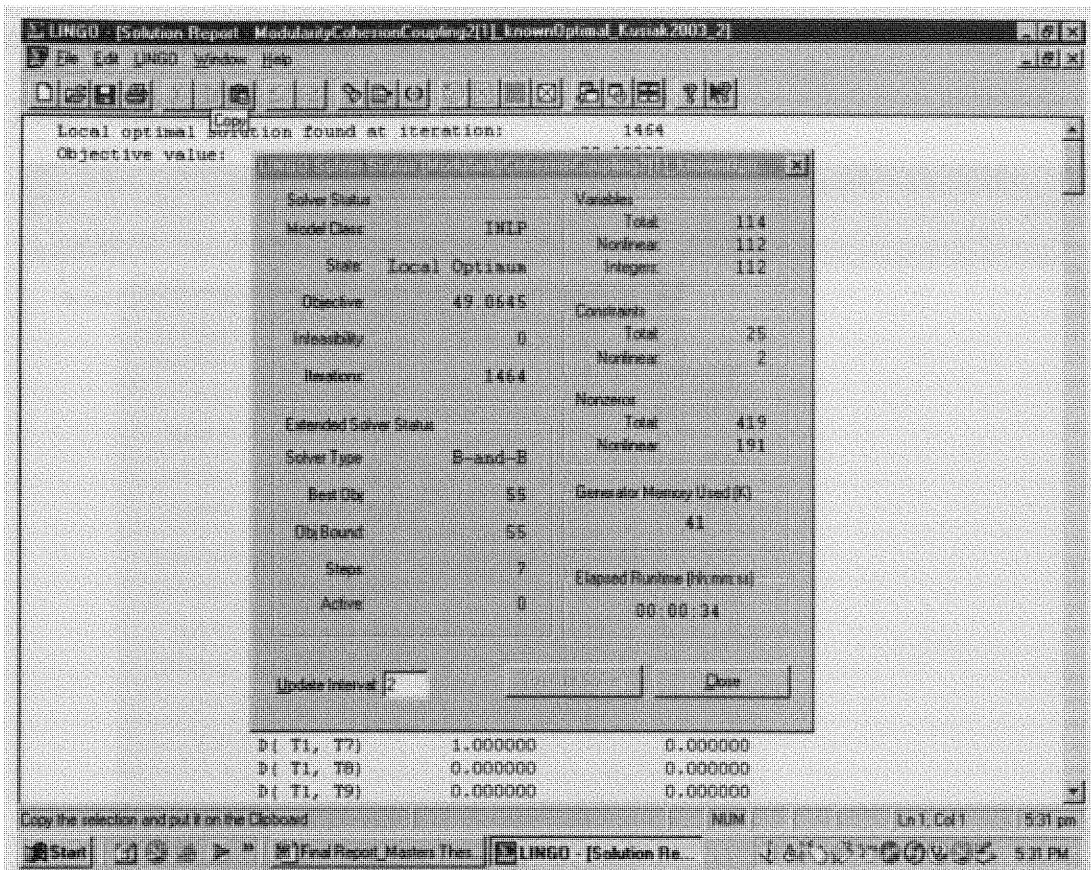 LINGO - [Solution Report - ModulautyCohesionCoupling2[1]_knownOptimal_Kusiak2003_2]
File Edit LINGO Window Help
Copy
Local optimal solution found at iteration: 1464
Objective value:
Solver Status
Model Class: INLP
State: Local Optimum
Objective: 49.0645
Infeasibility: 0
Iterations: 1464
Extended Solver Status
Solver Type B-and-B
Best Obj: 55
Obj Bound: 55
Steps: 7
Active: 0
Update Interval: 2
Variables
Total: 114
Nonlinear: 112
Integers: 112
Constraints
Total: 25
Nonlinear: 2
Nonzeros
Total: 419
Nonlinear: 191
Generator Memory Used (K)
41
Elapsed Runtime (hh:mm:ss)
00:00:34
Close
D( T1, T7) 1.000000 0.000000
D( T1, T8) 0.000000 0.000000
D( T1, T9) 0.000000 0.000000
Copy the selection and put it on the Clipboard NUM Ln 1, Col 1 5:31 pm
Start Final Report_Masters Thes... LINGO - [Solution Re... 5:31 PM